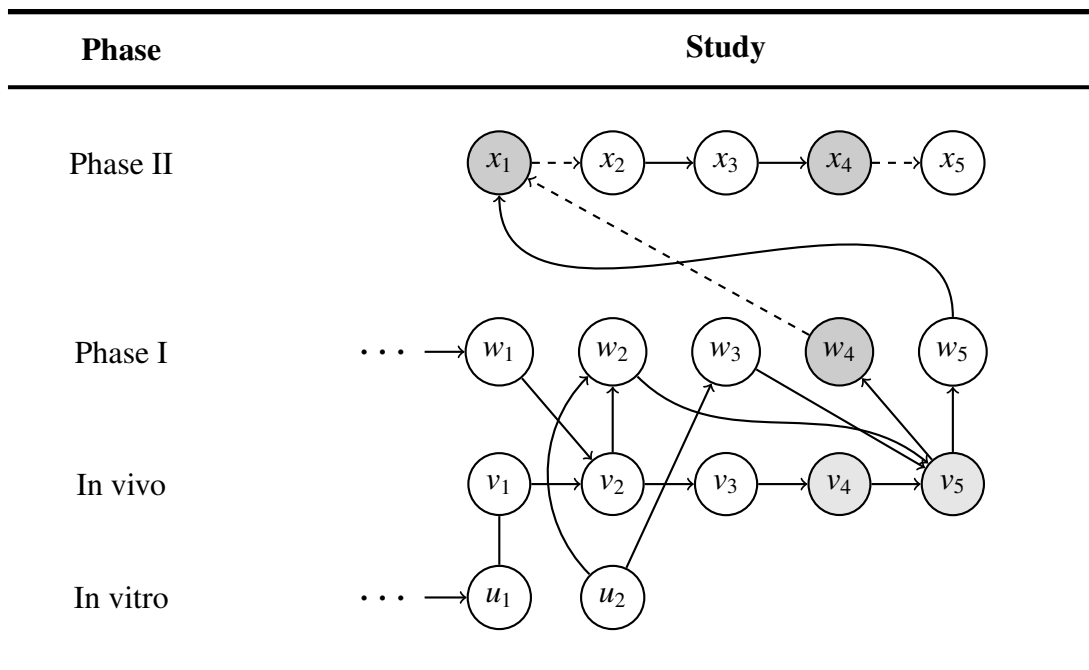 Phase Study
Phase II x₁ x₂ x₃ x₄ x₅
Phase I ··· w₁ w₂ w₃ w₄ w₅
In vivo v₁ v₂ v₃ v₄ v₅
In vitro ··· u₁ u₂